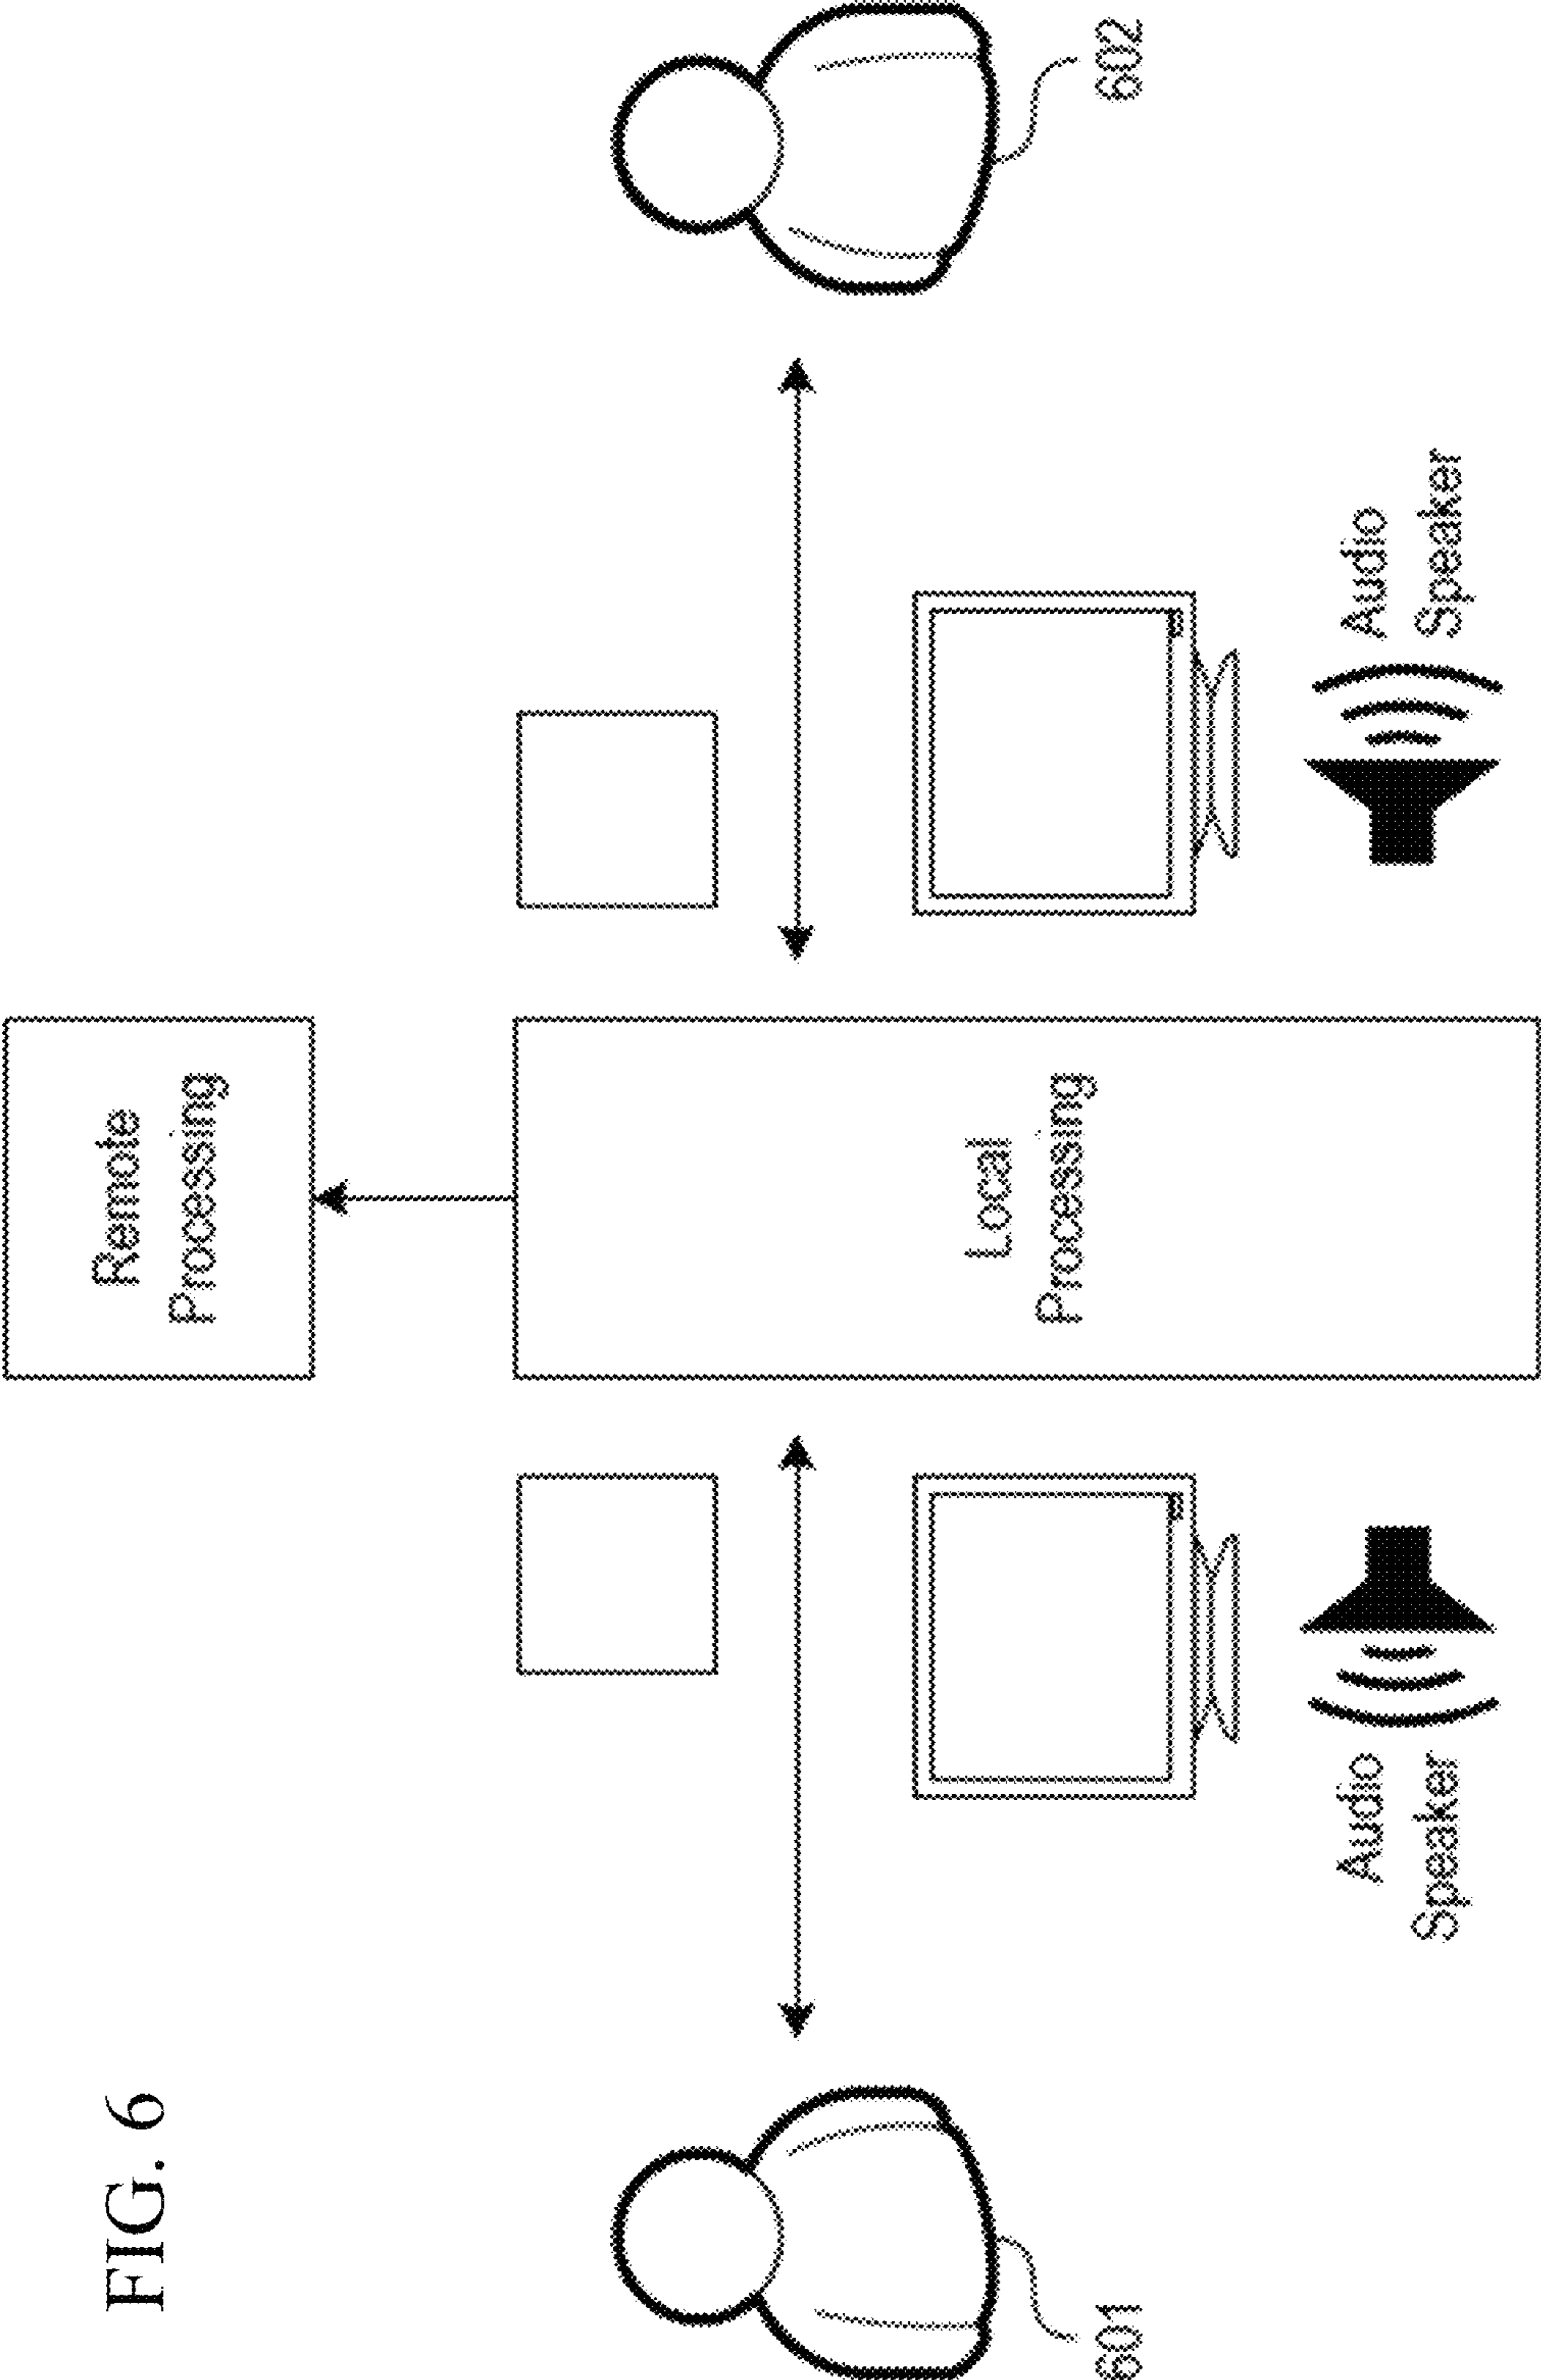 FIG. 6
Remote
Processing
Local
Processing
Audio
Speaker
Audio
Speaker
601
602